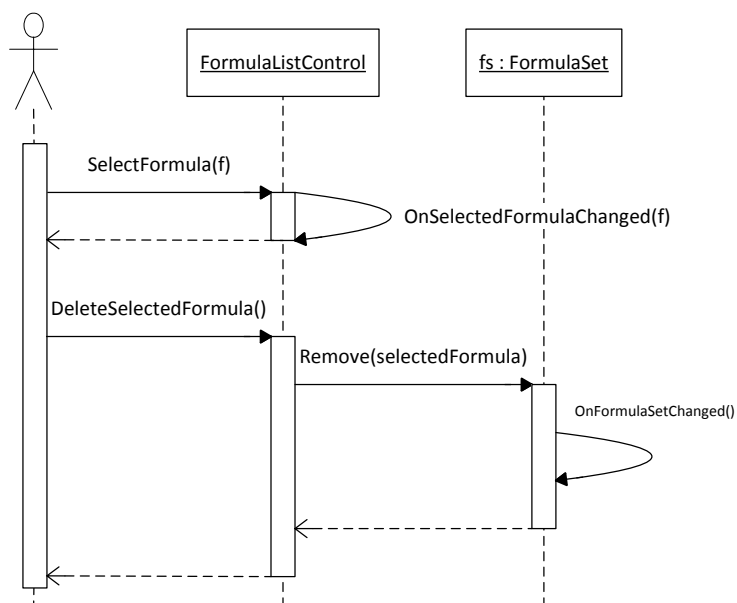 FormulaListControl
fs : FormulaSet
SelectFormula(f)
OnSelectedFormulaChanged(f)
DeleteSelectedFormula()
Remove(selectedFormula)
OnFormulaSetChanged()